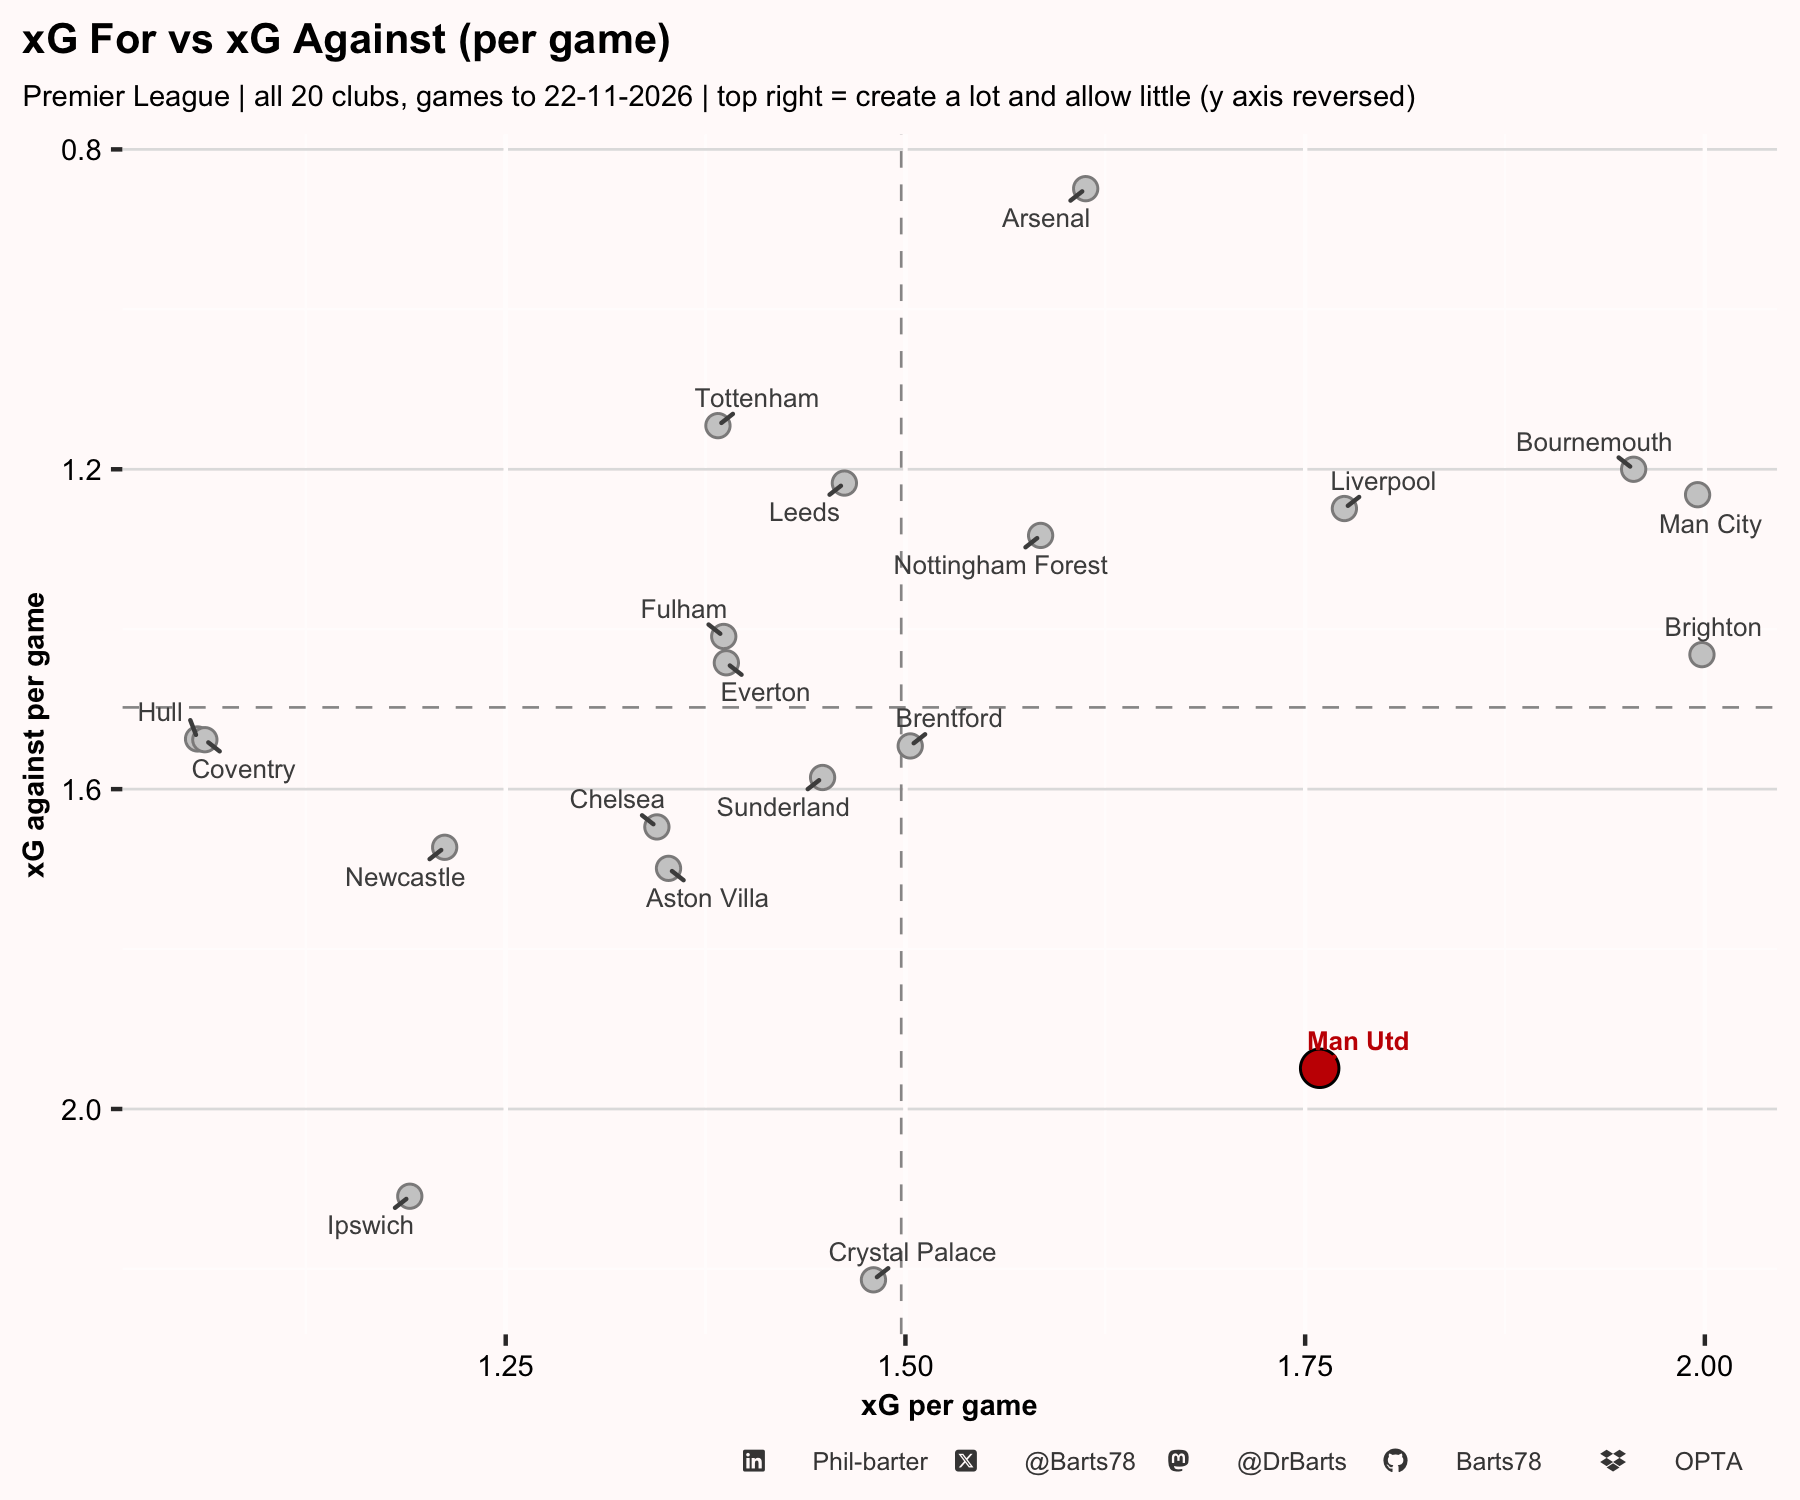 xG For vs xG Against (per game)
Premier League | all 20 clubs, games to 22-11-2026 | top right = create a lot and allow little (y axis reversed)
0.8
Arsenal
Tottenham
Bournemouth
1.2
Liverpool
Leeds
Man City
Nottingham Forest
Fulham
Brighton
Everton
xG against per game
Hull
Brentford
Coventry
1.6
Chelsea
Sunderland
Newcastle
Aston Villa
Man Utd
2.0
Ipswich
Crystal Palace
1.25 1.50 1.75 2.00
xG per game
Phil-barter @Barts78 @DrBarts Barts78 OPTA